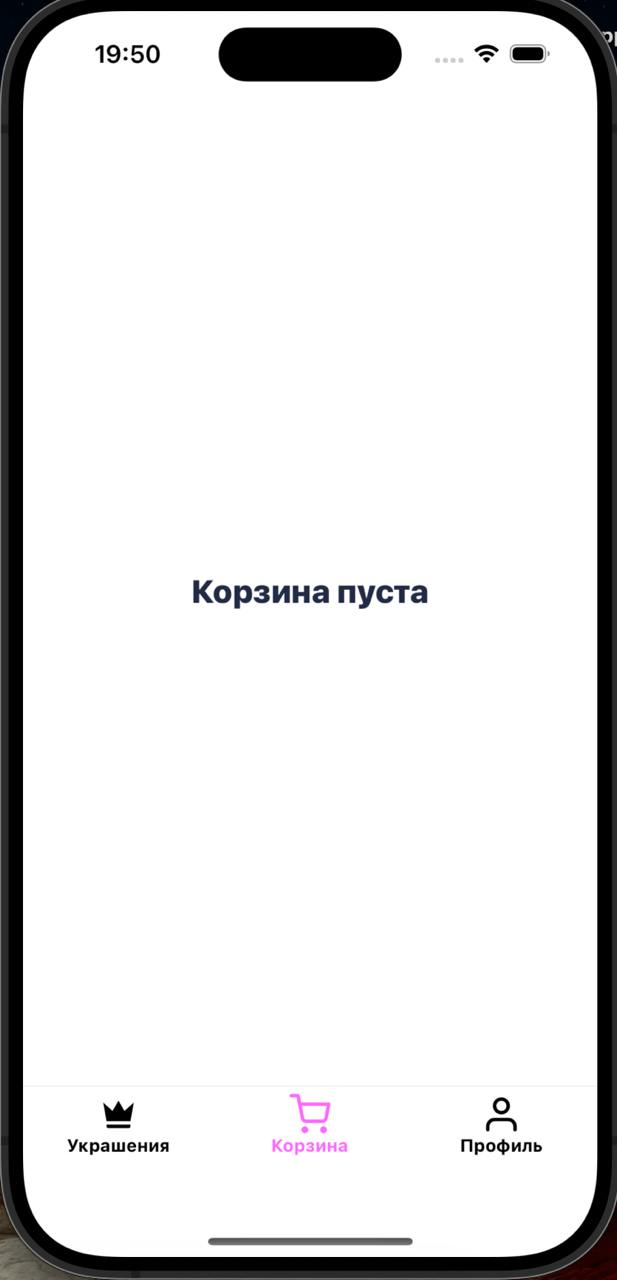 19:50
Корзина пуста
Украшения
Корзина
Профиль